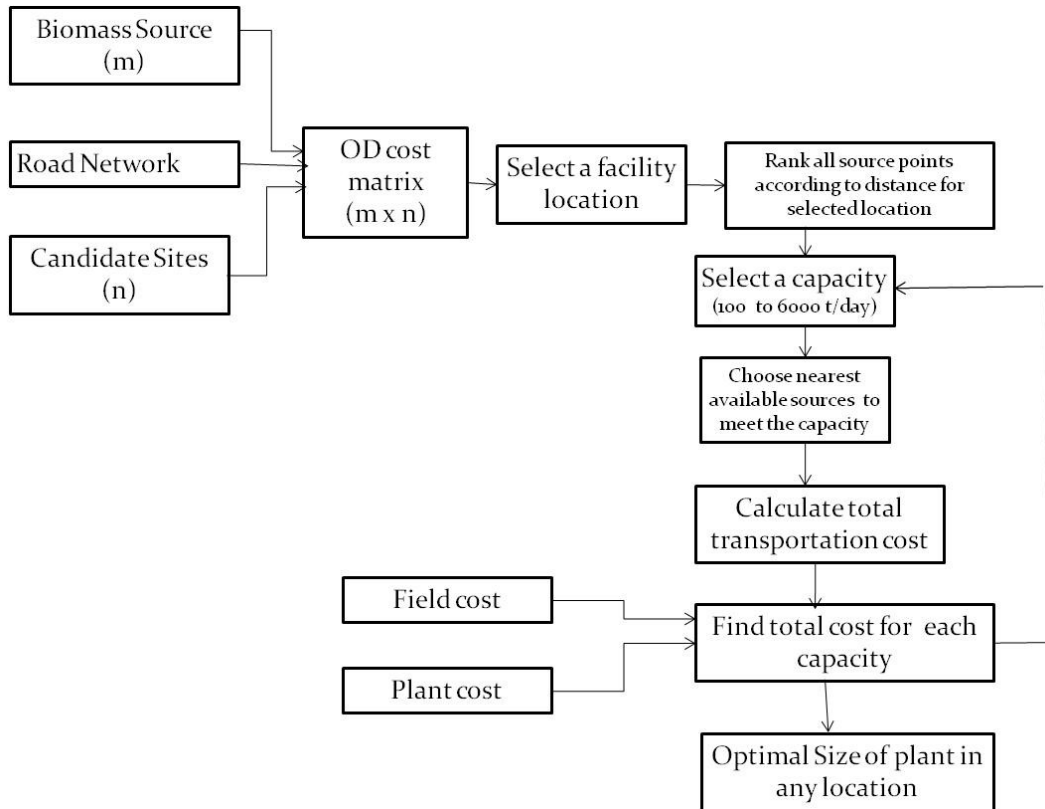 Biomass Source
(m)
Road Network
Candidate Sites
(n)
OD cost
matrix
(m x n)
Select a facility
location
Rank all source points
according to distance for
selected location
Select a capacity
(100 to 6000 t/day)
Choose nearest
available sources to
meet the capacity
Calculate total
transportation cost
Field cost
Plant cost
Find total cost for each
capacity
Optimal Size of plant in
any location